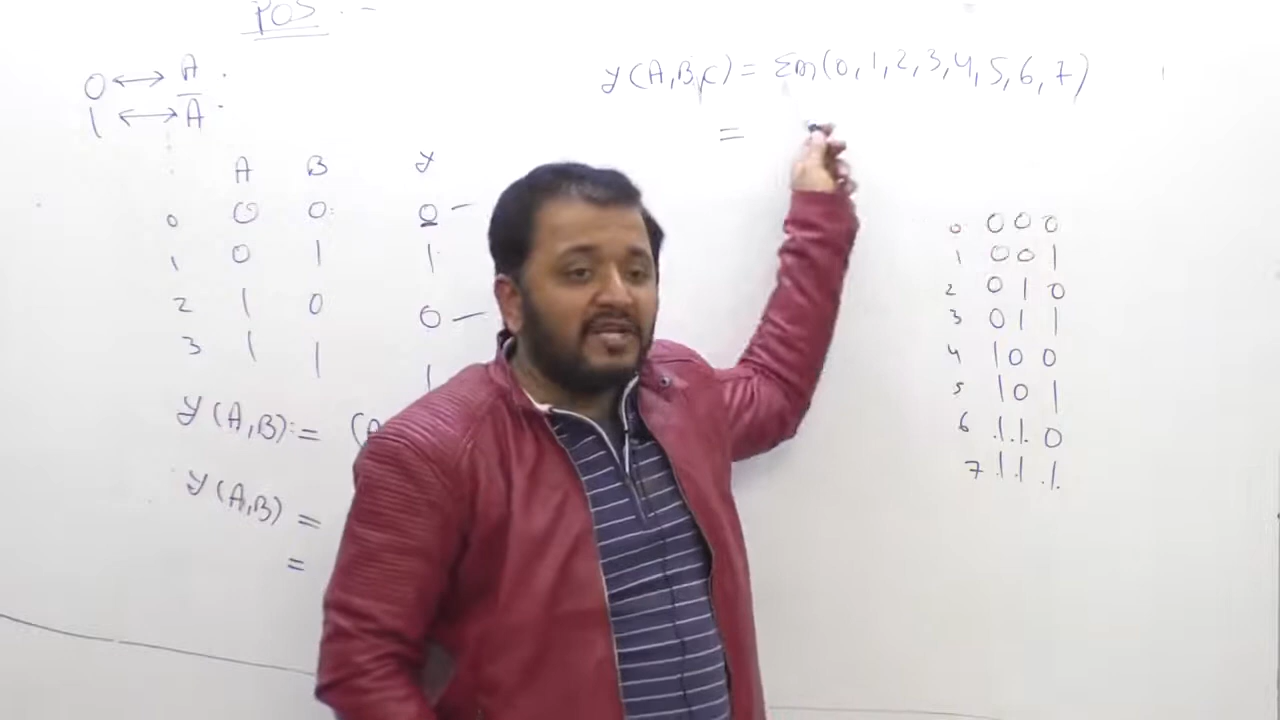 POS : -
0 ↔ A
1 ↔ A̅
A B Y
0 0 0 0 -
1 0 1 1
2 1 0 0 -
3 1 1 1
Y(A,B) = (A
Y(A,B) =
=
Y(A,B,C) = Σm(0,1,2,3,4,5,6,7)
=
0 0 0 0
1 0 0 1
2 0 1 0
3 0 1 1
4 1 0 0
5 1 0 1
6 1 1 0
7 1 1 1